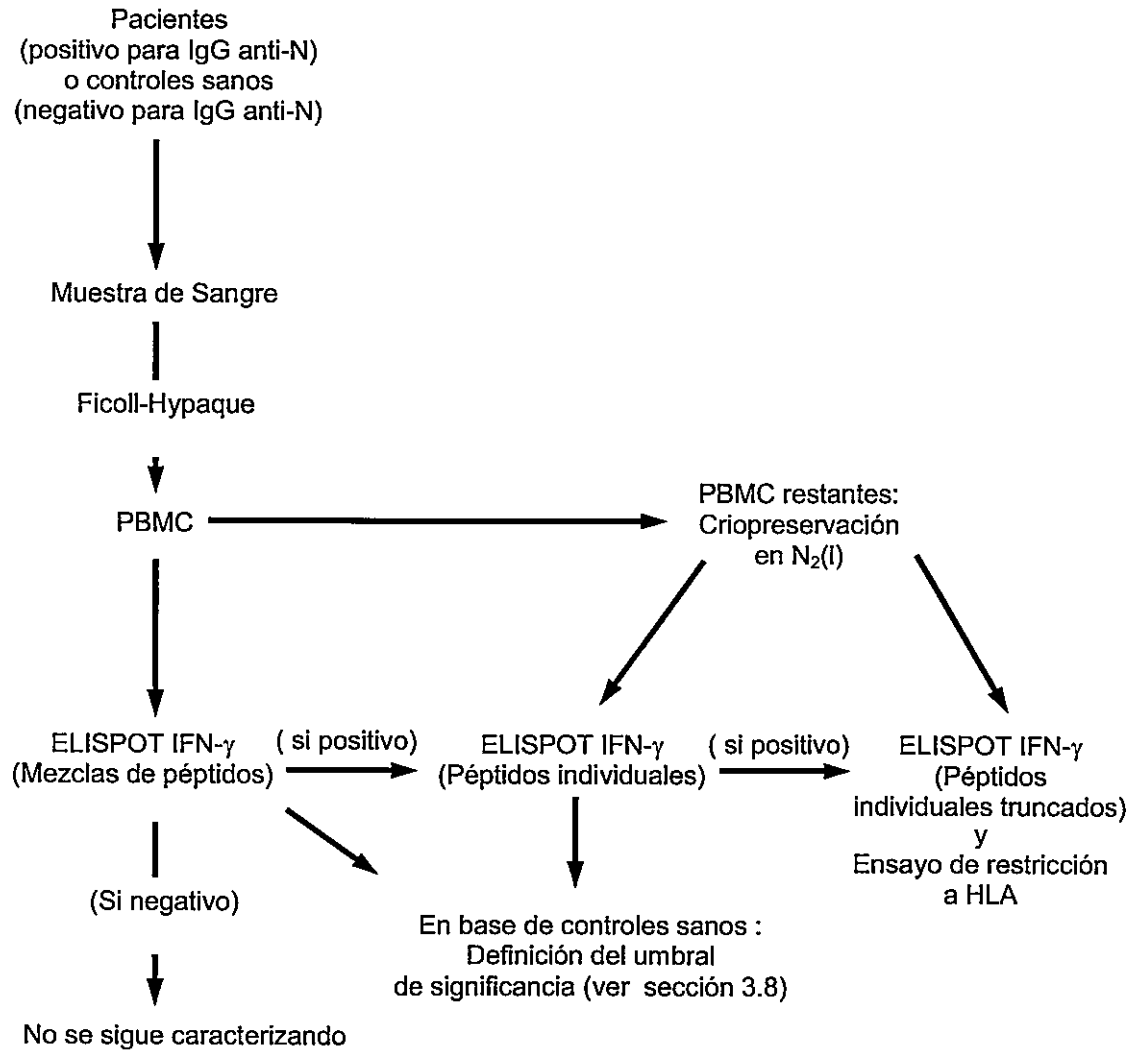 Pacientes
(positivo para IgG anti-N)
o controles sanos
(negativo para IgG anti-N)
Muestra de Sangre
Ficoll-Hypaque
PBMC
PBMC restantes:
Criopreservación
en N₂(l)
ELISPOT IFN-γ
(Mezclas de péptidos)
( si positivo)
ELISPOT IFN-γ
(Péptidos individuales)
( si positivo)
ELISPOT IFN-γ
(Péptidos
individuales truncados)
y
Ensayo de restricción
a HLA
(Si negativo)
En base de controles sanos :
Definición del umbral
de significancia (ver sección 3.8)
No se sigue caracterizando